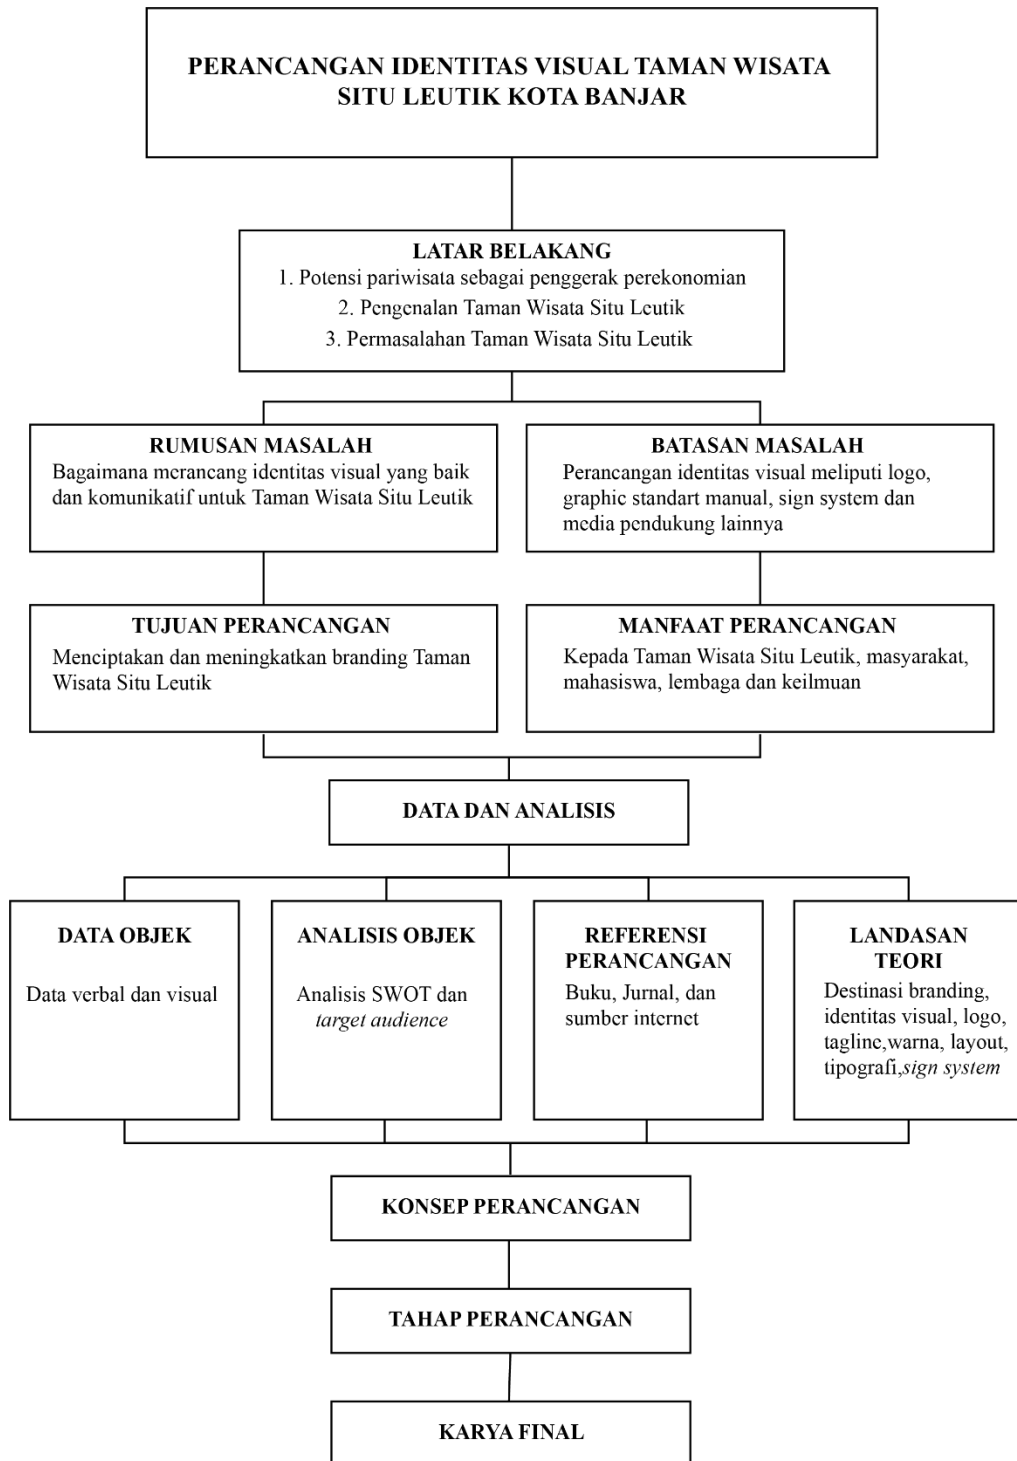 PERANCANGAN IDENTITAS VISUAL TAMAN WISATA
SITU LEUTIK KOTA BANJAR
LATAR BELAKANG
1. Potensi pariwisata sebagai penggerak perekonomian
2. Pengenalan Taman Wisata Situ Leutik
3. Permasalahan Taman Wisata Situ Leutik
RUMUSAN MASALAH
Bagaimana merancang identitas visual yang baik
dan komunikatif untuk Taman Wisata Situ Leutik
BATASAN MASALAH
Perancangan identitas visual meliputi logo,
graphic standart manual, sign system dan
media pendukung lainnya
TUJUAN PERANCANGAN
Menciptakan dan meningkatkan branding Taman
Wisata Situ Leutik
MANFAAT PERANCANGAN
Kepada Taman Wisata Situ Leutik, masyarakat,
mahasiswa, lembaga dan keilmuan
DATA DAN ANALISIS
DATA OBJEK
Data verbal dan visual
ANALISIS OBJEK
Analisis SWOT dan
target audience
REFERENSI
PERANCANGAN
Buku, Jurnal, dan
sumber internet
LANDASAN
TEORI
Destinasi branding,
identitas visual, logo,
tagline,warna, layout,
tipografi,sign system
KONSEP PERANCANGAN
TAHAP PERANCANGAN
KARYA FINAL